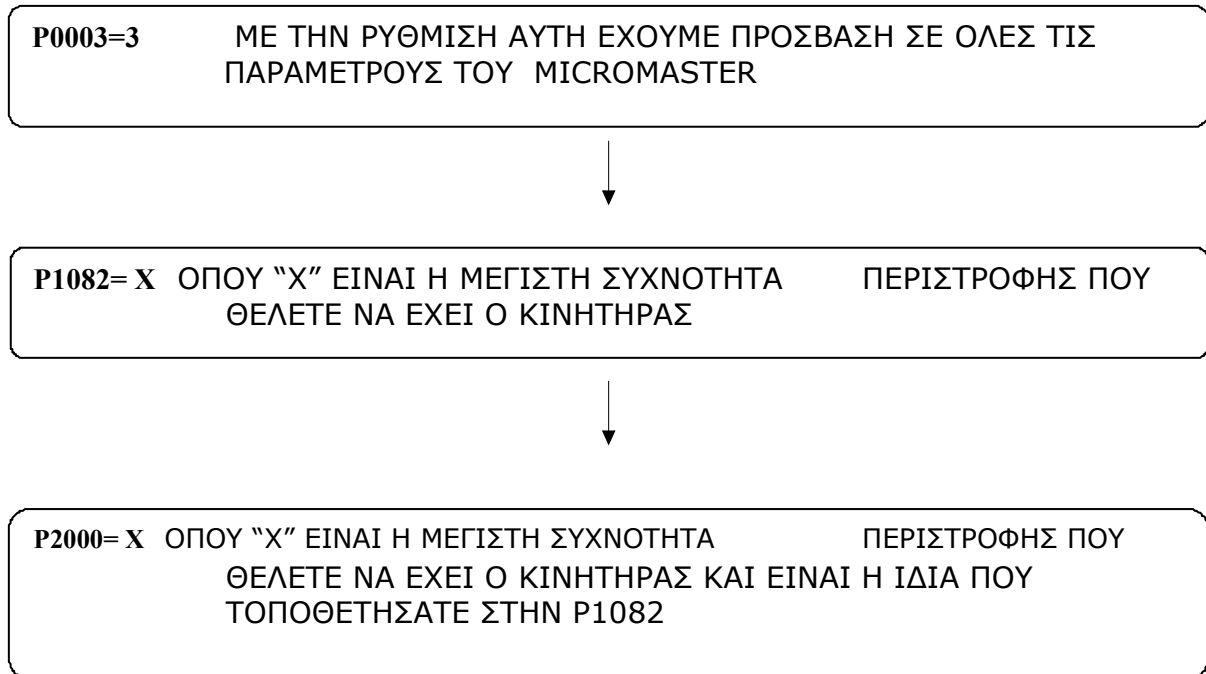 P0003=3 ΜΕ ΤΗΝ ΡΥΘΜΙΣΗ ΑΥΤΗ ΕΧΟΥΜΕ ΠΡΟΣΒΑΣΗ ΣΕ ΟΛΕΣ ΤΙΣ
ΠΑΡΑΜΕΤΡΟΥΣ ΤΟΥ MICROMASTER
P1082= X ΟΠΟΥ “Χ” ΕΙΝΑΙ Η ΜΕΓΙΣΤΗ ΣΥΧΝΟΤΗΤΑ ΠΕΡΙΣΤΡΟΦΗΣ ΠΟΥ
ΘΕΛΕΤΕ ΝΑ ΕΧΕΙ Ο ΚΙΝΗΤΗΡΑΣ
P2000= X ΟΠΟΥ “Χ” ΕΙΝΑΙ Η ΜΕΓΙΣΤΗ ΣΥΧΝΟΤΗΤΑ ΠΕΡΙΣΤΡΟΦΗΣ ΠΟΥ
ΘΕΛΕΤΕ ΝΑ ΕΧΕΙ Ο ΚΙΝΗΤΗΡΑΣ ΚΑΙ ΕΙΝΑΙ Η ΙΔΙΑ ΠΟΥ
ΤΟΠΟΘΕΤΗΣΑΤΕ ΣΤΗΝ P1082